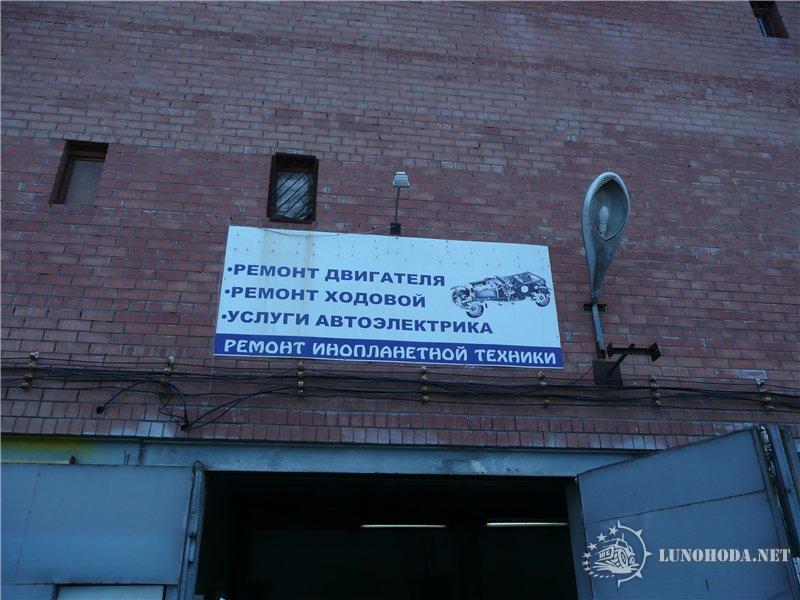 •РЕМОНТ ДВИГАТЕЛЯ
•РЕМОНТ ХОДОВОЙ
•УСЛУГИ АВТОЭЛЕКТРИКА
РЕМОНТ ИНОПЛАНЕТНОЙ ТЕХНИКИ
LUNOHODA.NET